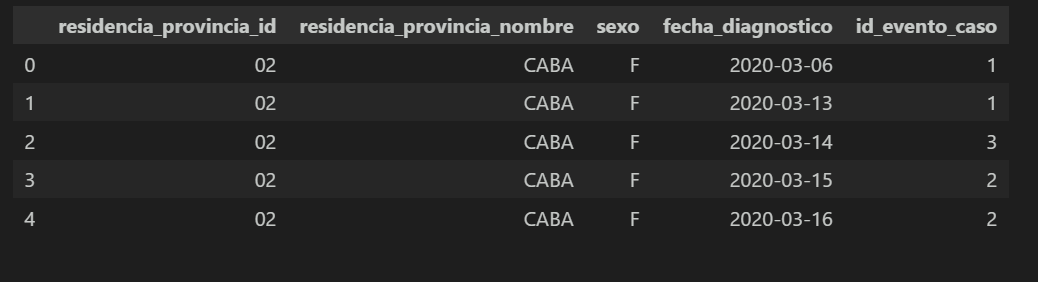 residencia_provincia_id residencia_provincia_nombre sexo fecha_diagnostico id_evento_caso
0 02 CABA F 2020-03-06 1
1 02 CABA F 2020-03-13 1
2 02 CABA F 2020-03-14 3
3 02 CABA F 2020-03-15 2
4 02 CABA F 2020-03-16 2